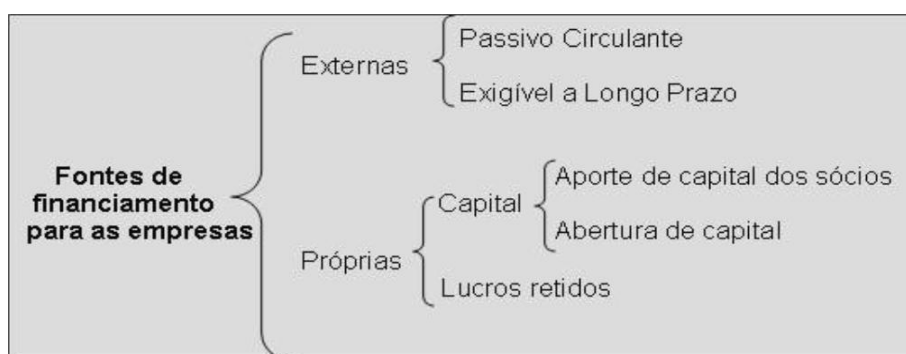 Fontes de
financiamento
para as empresas
Externas
Passivo Circulante
Exigível a Longo Prazo
Próprias
Capital
Aporte de capital dos sócios
Abertura de capital
Lucros retidos